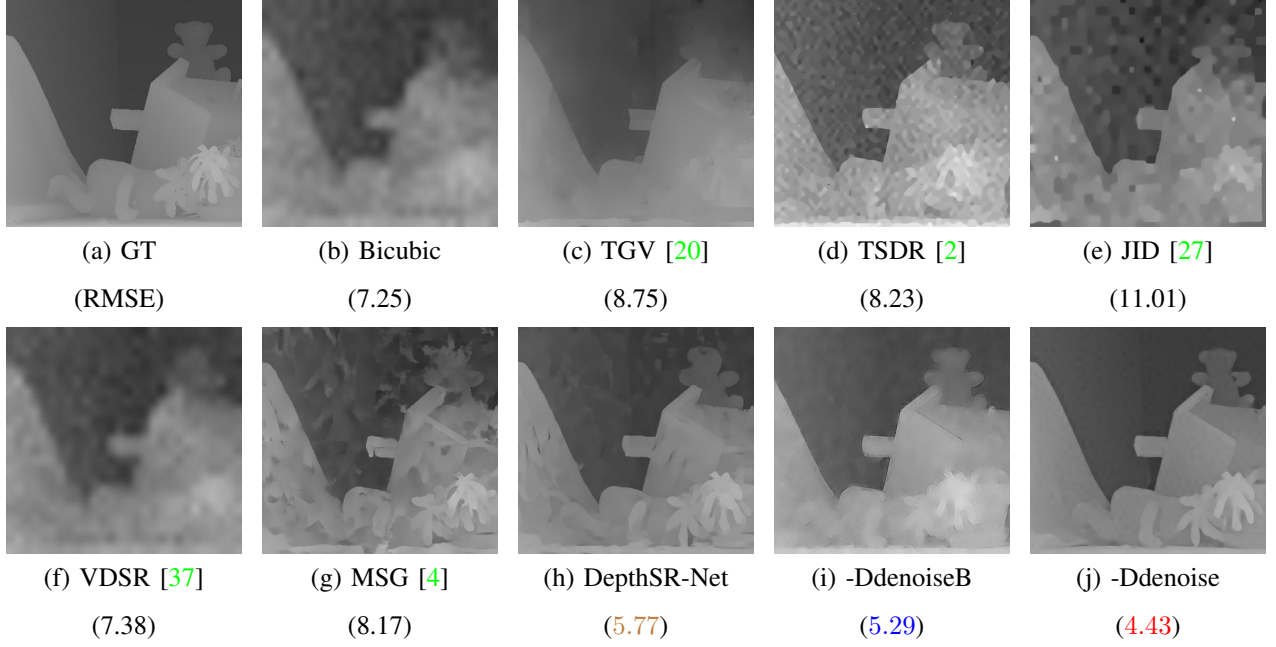 (a) GT
(b) Bicubic
(c) TGV [20]
(d) TSDR [2]
(e) JID [27]
(RMSE)
(7.25)
(8.75)
(8.23)
(11.01)
(f) VDSR [37]
(g) MSG [4]
(h) DepthSR-Net
(i) -DdenoiseB
(j) -Ddenoise
(7.38)
(8.17)
(5.77)
(5.29)
(4.43)